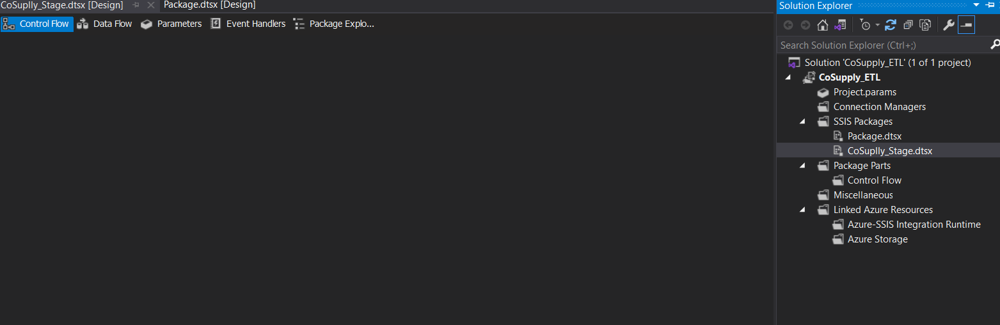 CoSuplly_Stage.dtsx [Design]
Package.dtsx [Design]
Control Flow
Data Flow
Parameters
Event Handlers
Package Explo...
Solution Explorer
Search Solution Explorer (Ctrl+;)
Solution 'CoSupply_ETL' (1 of 1 project)
CoSupply_ETL
Project.params
Connection Managers
SSIS Packages
Package.dtsx
CoSuplly_Stage.dtsx
Package Parts
Control Flow
Miscellaneous
Linked Azure Resources
Azure-SSIS Integration Runtime
Azure Storage